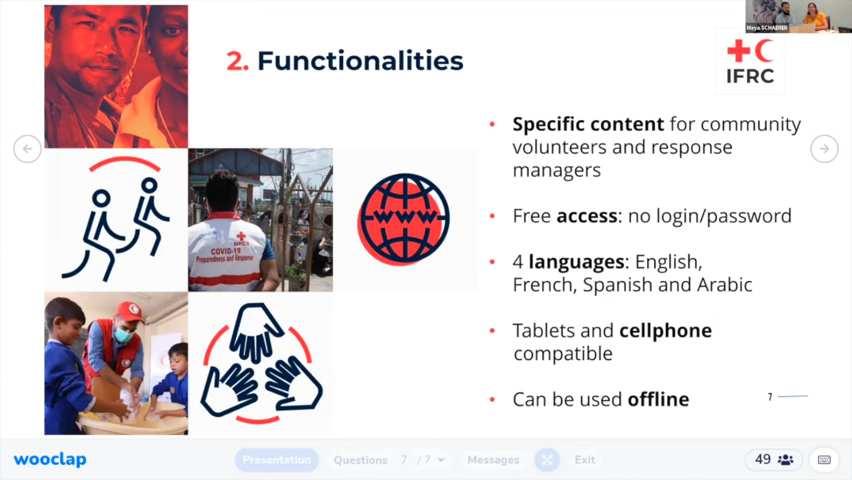 Maya SCHAERER
2. Functionalities
IFRC
• Specific content for community
volunteers and response
managers
• Free access: no login/password
• 4 languages: English,
French, Spanish and Arabic
• Tablets and cellphone
compatible
• Can be used offline
www
COVID-19
Preparedness and Response
7
wooclap
Presentation
Questions
7 / 7
Messages
Exit
49